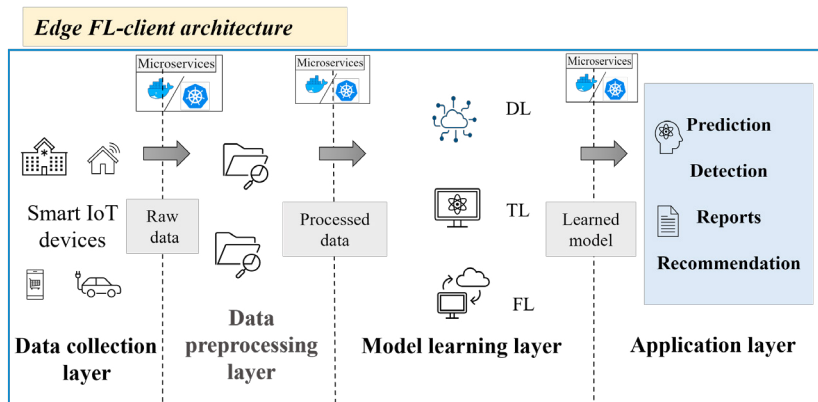 Edge FL-client architecture
Microservices
Microservices
Microservices
DL
Prediction
Detection
Smart IoT
devices
Raw
data
Processed
data
TL
Learned
model
Reports
Recommendation
FL
Data collection
layer
Data
preprocessing
layer
Model learning layer
Application layer